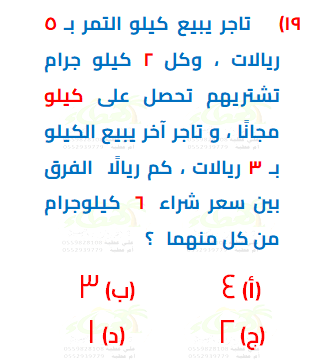 ١٩) تاجر يبيع كيلو التمر بـ ٥
ريالات ، وكل ٢ كيلو جرام
تشتريهم تحصل على كيلو
مجانًا ، و تاجر آخر يبيع الكيلو
بـ ٣ ريالات ، كم ريالًا الفرق
بين سعر شراء ٦ كيلوجرام
من كل منهما ؟
(أ) ٤ (ب) ٣
(ج) ٢ (د) ١